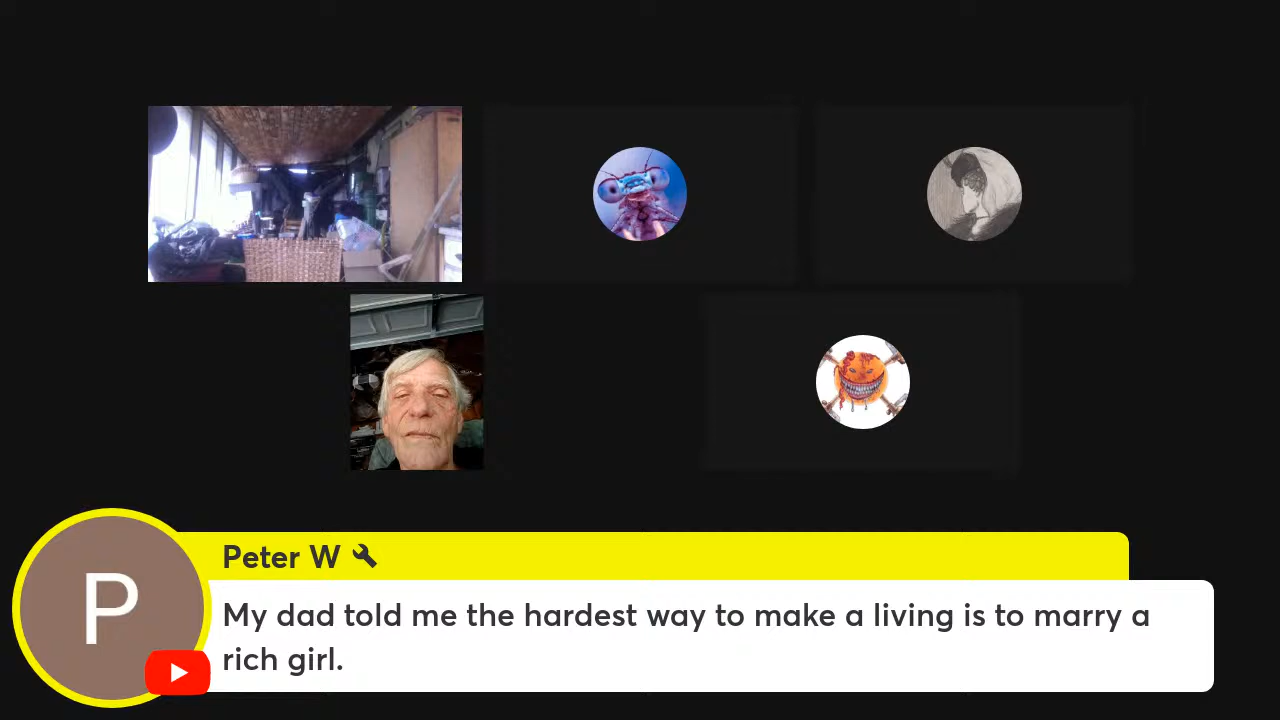 Peter W
P
My dad told me the hardest way to make a living is to marry a
rich girl.